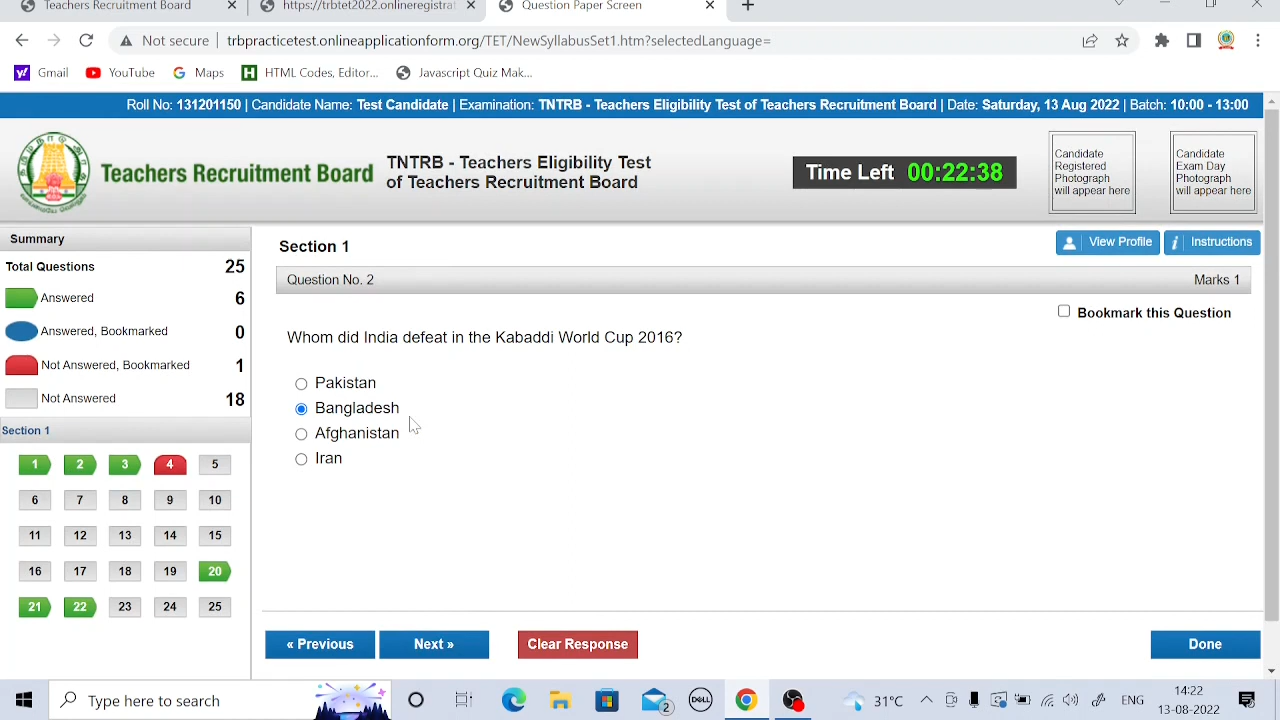 Teachers Recruitment Board
https://trbtet2022.onlineregistrat
Question Paper Screen
Not secure
trbpracticetest.onlineapplicationform.org/TET/NewSyllabusSet1.htm?selectedLanguage=
Gmail
YouTube
Maps
HTML Codes, Editor...
Javascript Quiz Mak...
Roll No: 131201150 | Candidate Name: Test Candidate | Examination: TNTRB - Teachers Eligibility Test of Teachers Recruitment Board | Date: Saturday, 13 Aug 2022 | Batch: 10:00 - 13:00
Teachers Recruitment Board
TNTRB - Teachers Eligibility Test
of Teachers Recruitment Board
Time Left 00:22:38
Candidate
Registered
Photograph
will appear here
Candidate
Exam Day
Photograph
will appear here
Summary
Total Questions 25
Answered 6
Answered, Bookmarked 0
Not Answered, Bookmarked 1
Not Answered 18
Section 1
1 2 3 4 5
6 7 8 9 10
11 12 13 14 15
16 17 18 19 20
21 22 23 24 25
Section 1
View Profile
Instructions
Question No. 2
Marks 1
Bookmark this Question
Whom did India defeat in the Kabaddi World Cup 2016?
Pakistan
Bangladesh
Afghanistan
Iran
« Previous
Next »
Clear Response
Done
Type here to search
2
DELL
31°C
ENG
14:22
13-08-2022